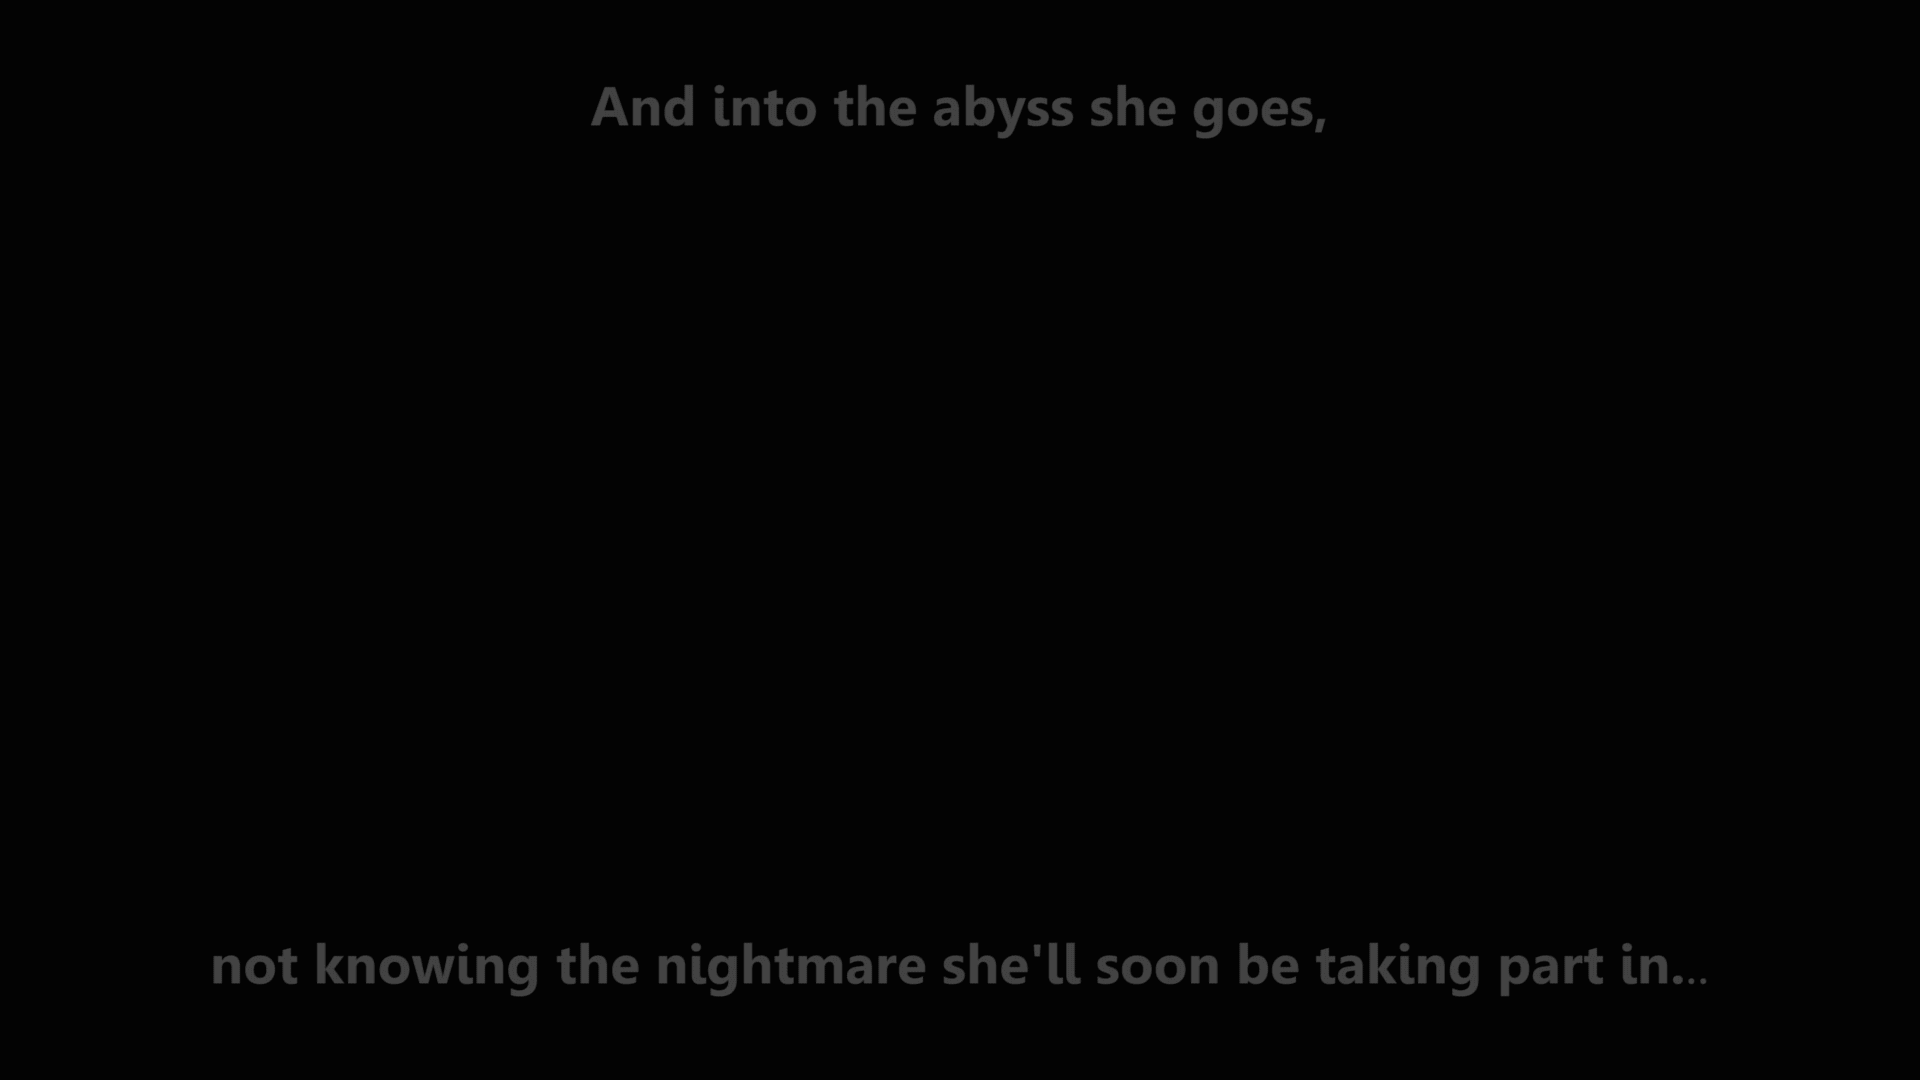 And into the abyss she goes,
not knowing the nightmare she'll soon be taking part in...